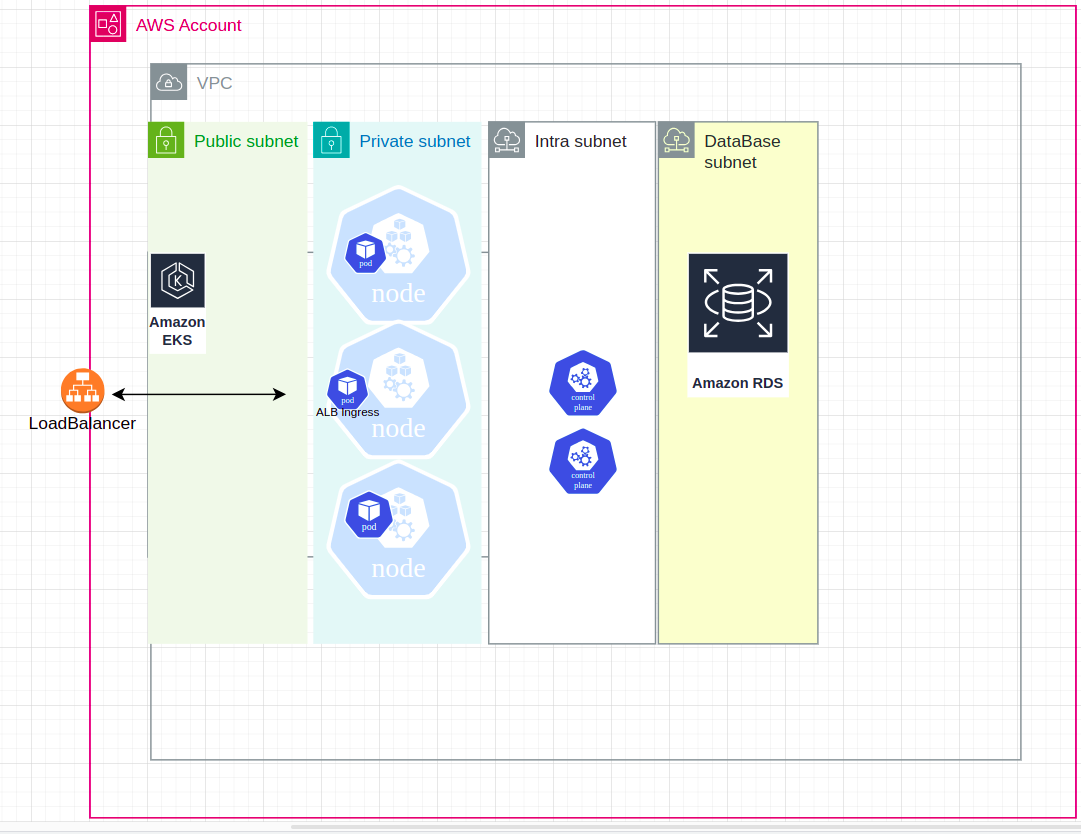 AWS Account
VPC
Public subnet
Private subnet
Intra subnet
DataBase
subnet
pod
node
K
Amazon
EKS
pod
ALB Ingress
node
control
plane
Amazon RDS
LoadBalancer
control
plane
pod
node